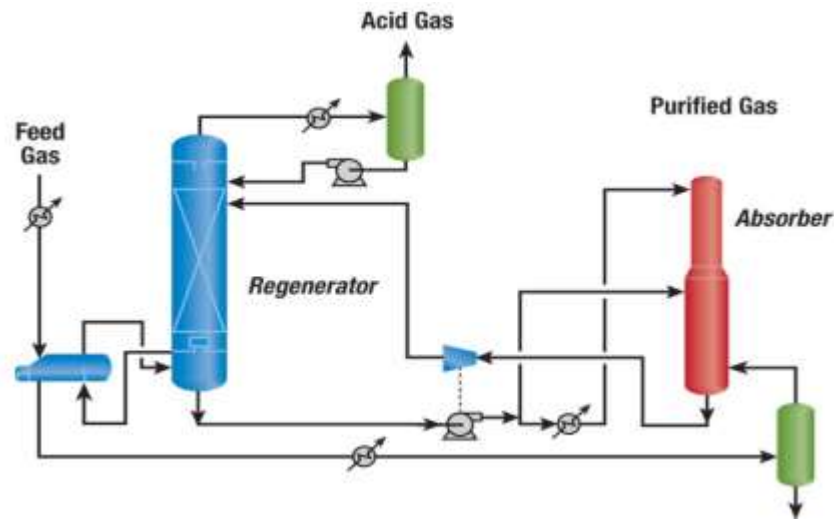 Acid Gas
Purified Gas
Feed
Gas
Absorber
Regenerator